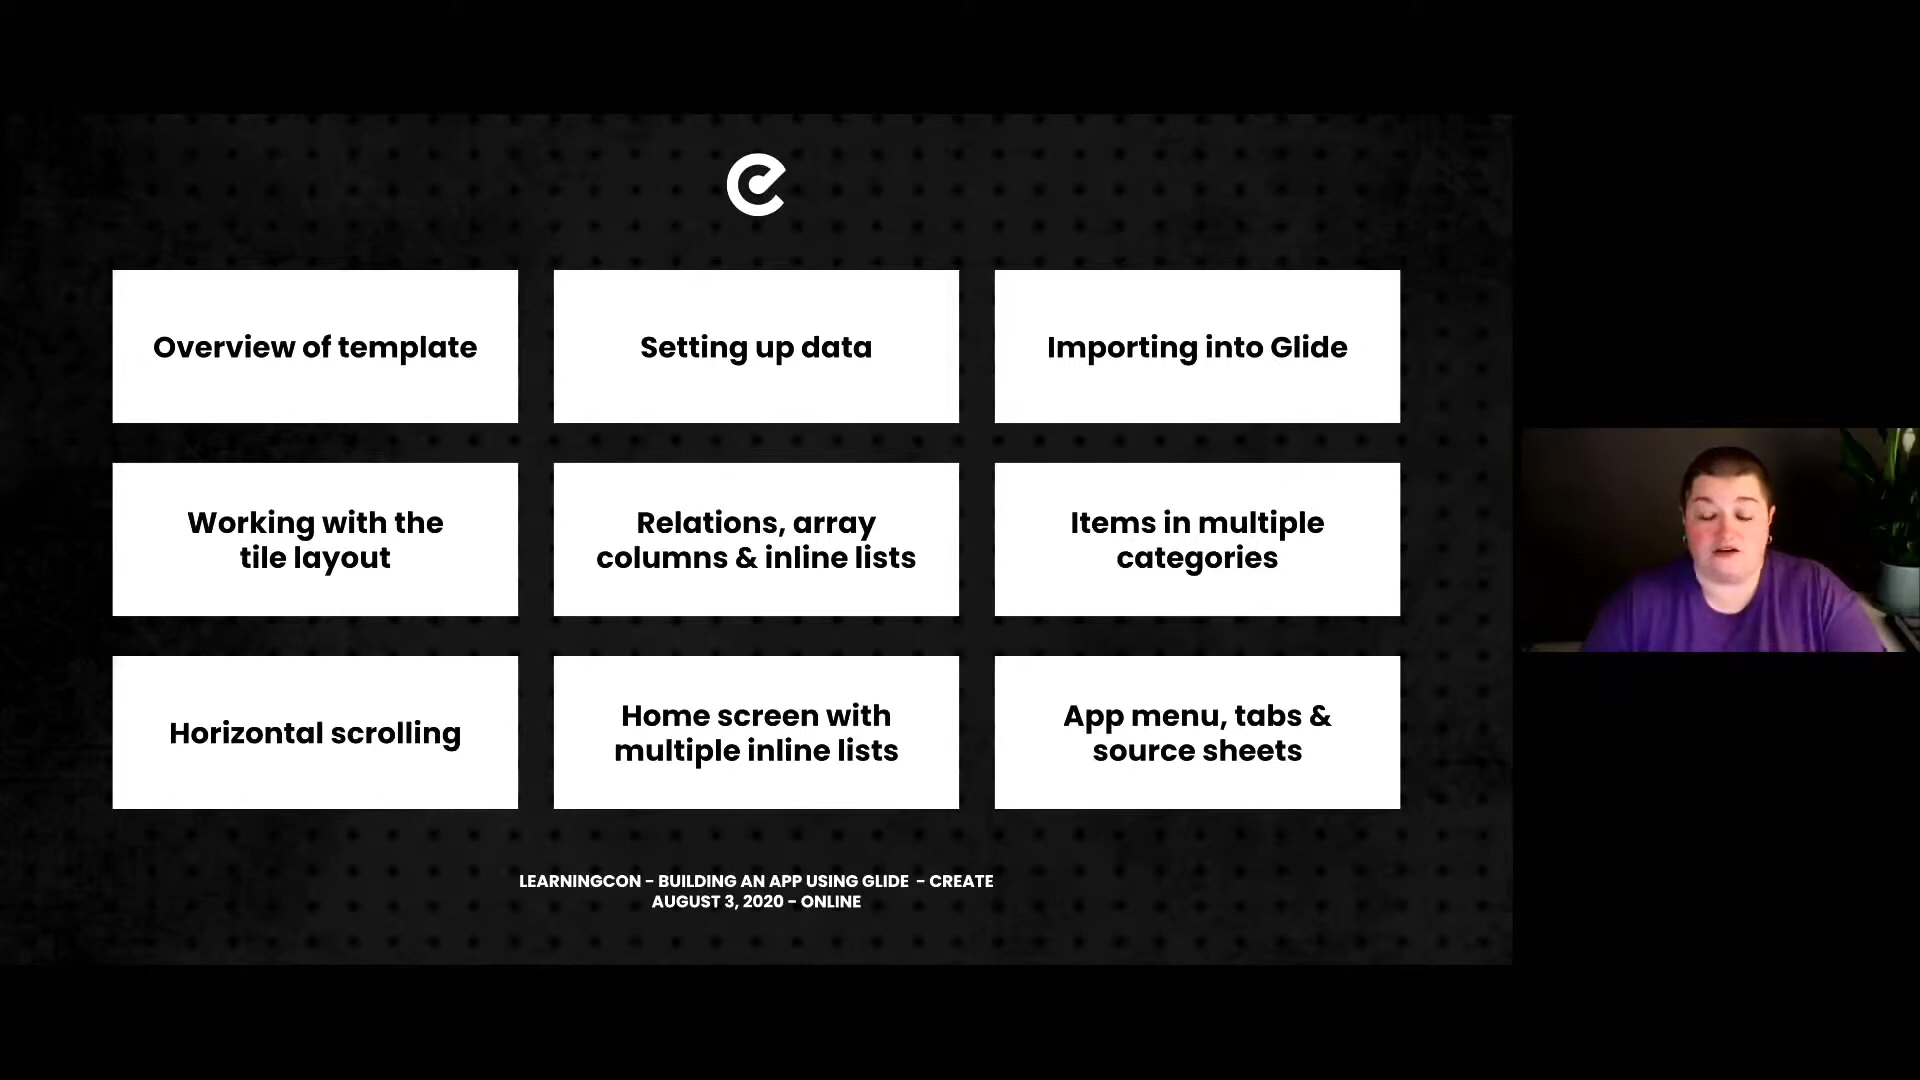 Overview of template
Setting up data
Importing into Glide
Working with the
tile layout
Relations, array
columns & inline lists
Items in multiple
categories
Horizontal scrolling
Home screen with
multiple inline lists
App menu, tabs &
source sheets
LEARNINGCON - BUILDING AN APP USING GLIDE - CREATE
AUGUST 3, 2020 - ONLINE